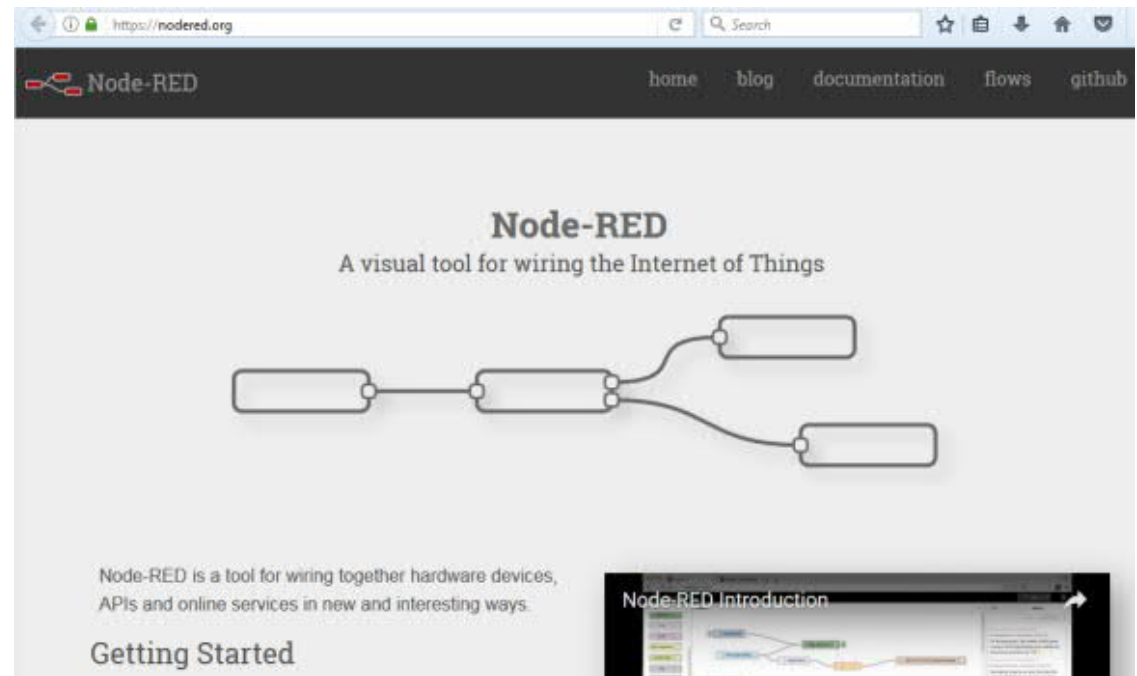 https://nodered.org
Search
Node-RED
home blog documentation flows github
Node-RED
A visual tool for wiring the Internet of Things
Node-RED is a tool for wiring together hardware devices,
APIs and online services in new and interesting ways.
Node-RED Introduction
Getting Started